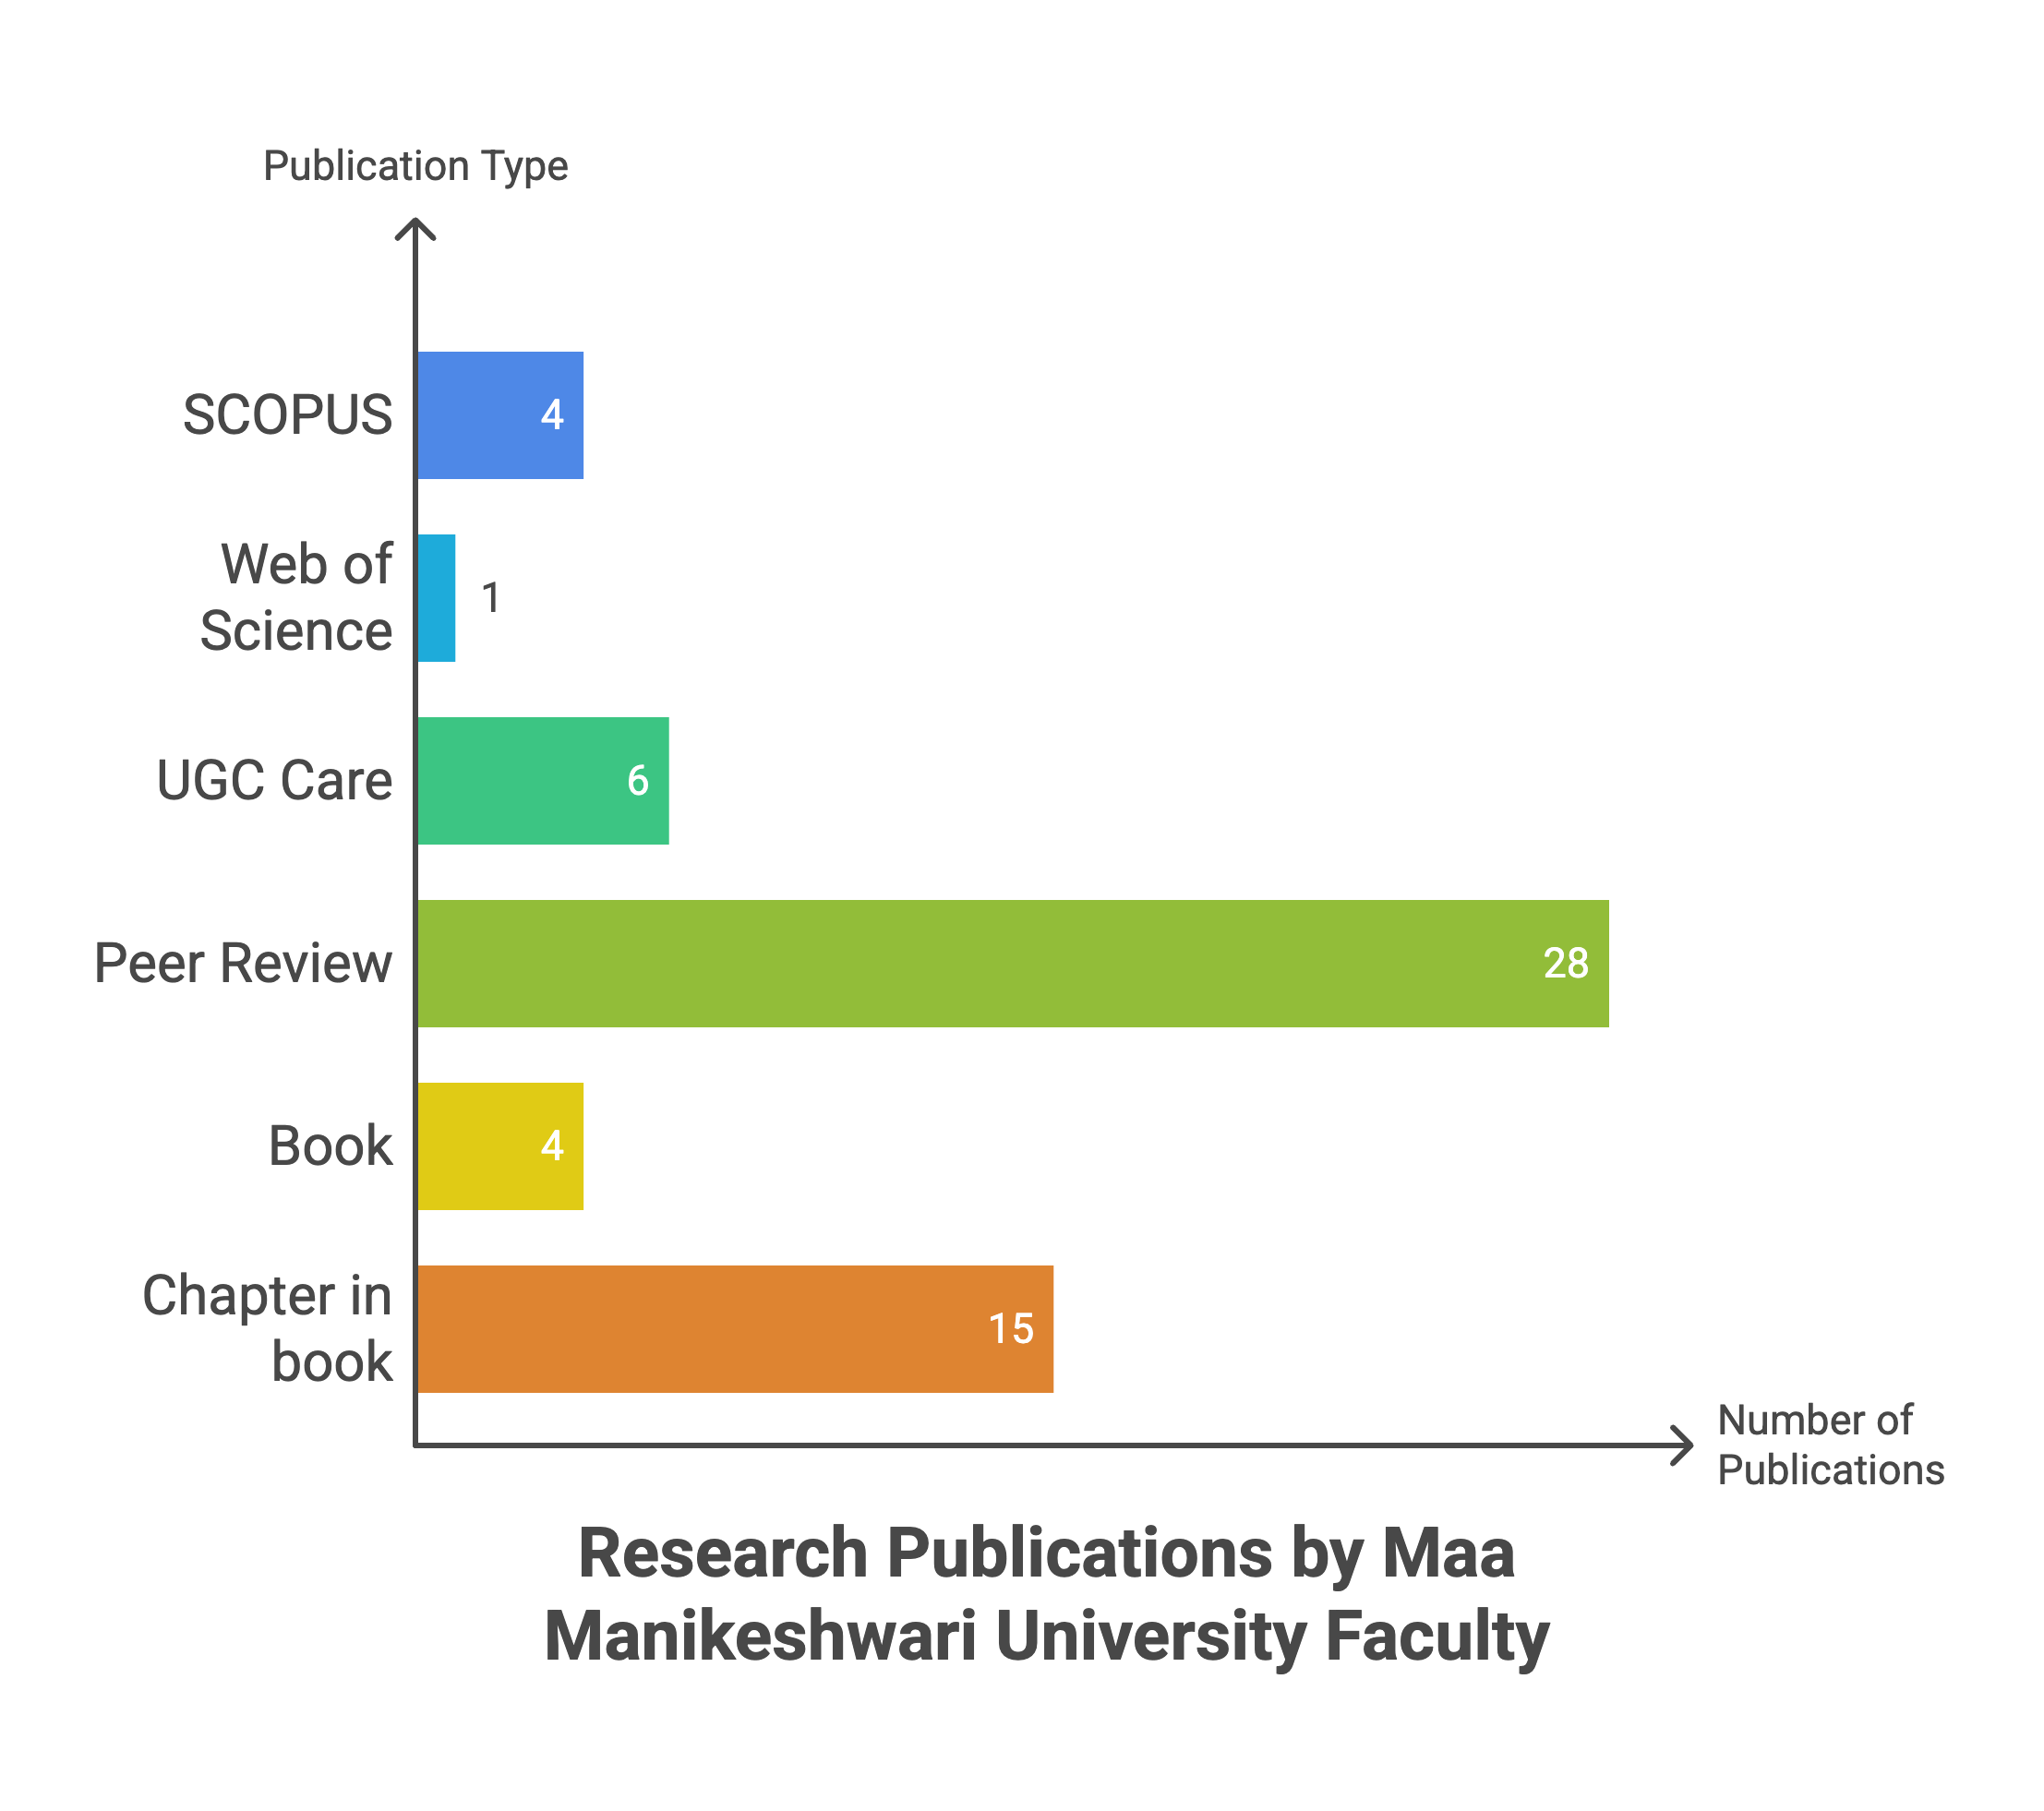 Publication Type
SCOPUS
4
Web of
Science
1
UGC Care
6
Peer Review
28
Book
4
Chapter in
book
15
Number of
Publications
Research Publications by Maa
Manikeshwari University Faculty